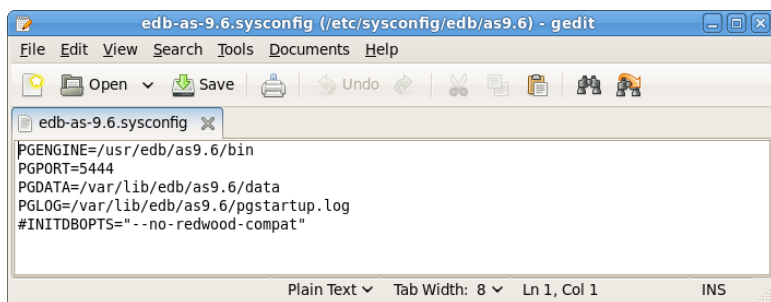 edb-as-9.6.sysconfig (/etc/sysconfig/edb/as9.6) - gedit
File Edit View Search Tools Documents Help
Open Save Undo
edb-as-9.6.sysconfig
PGENGINE=/usr/edb/as9.6/bin
PGPORT=5444
PGDATA=/var/lib/edb/as9.6/data
PGLOG=/var/lib/edb/as9.6/pgstartup.log
#INITDBOPTS="--no-redwood-compat"
Plain Text Tab Width: 8 Ln 1, Col 1 INS